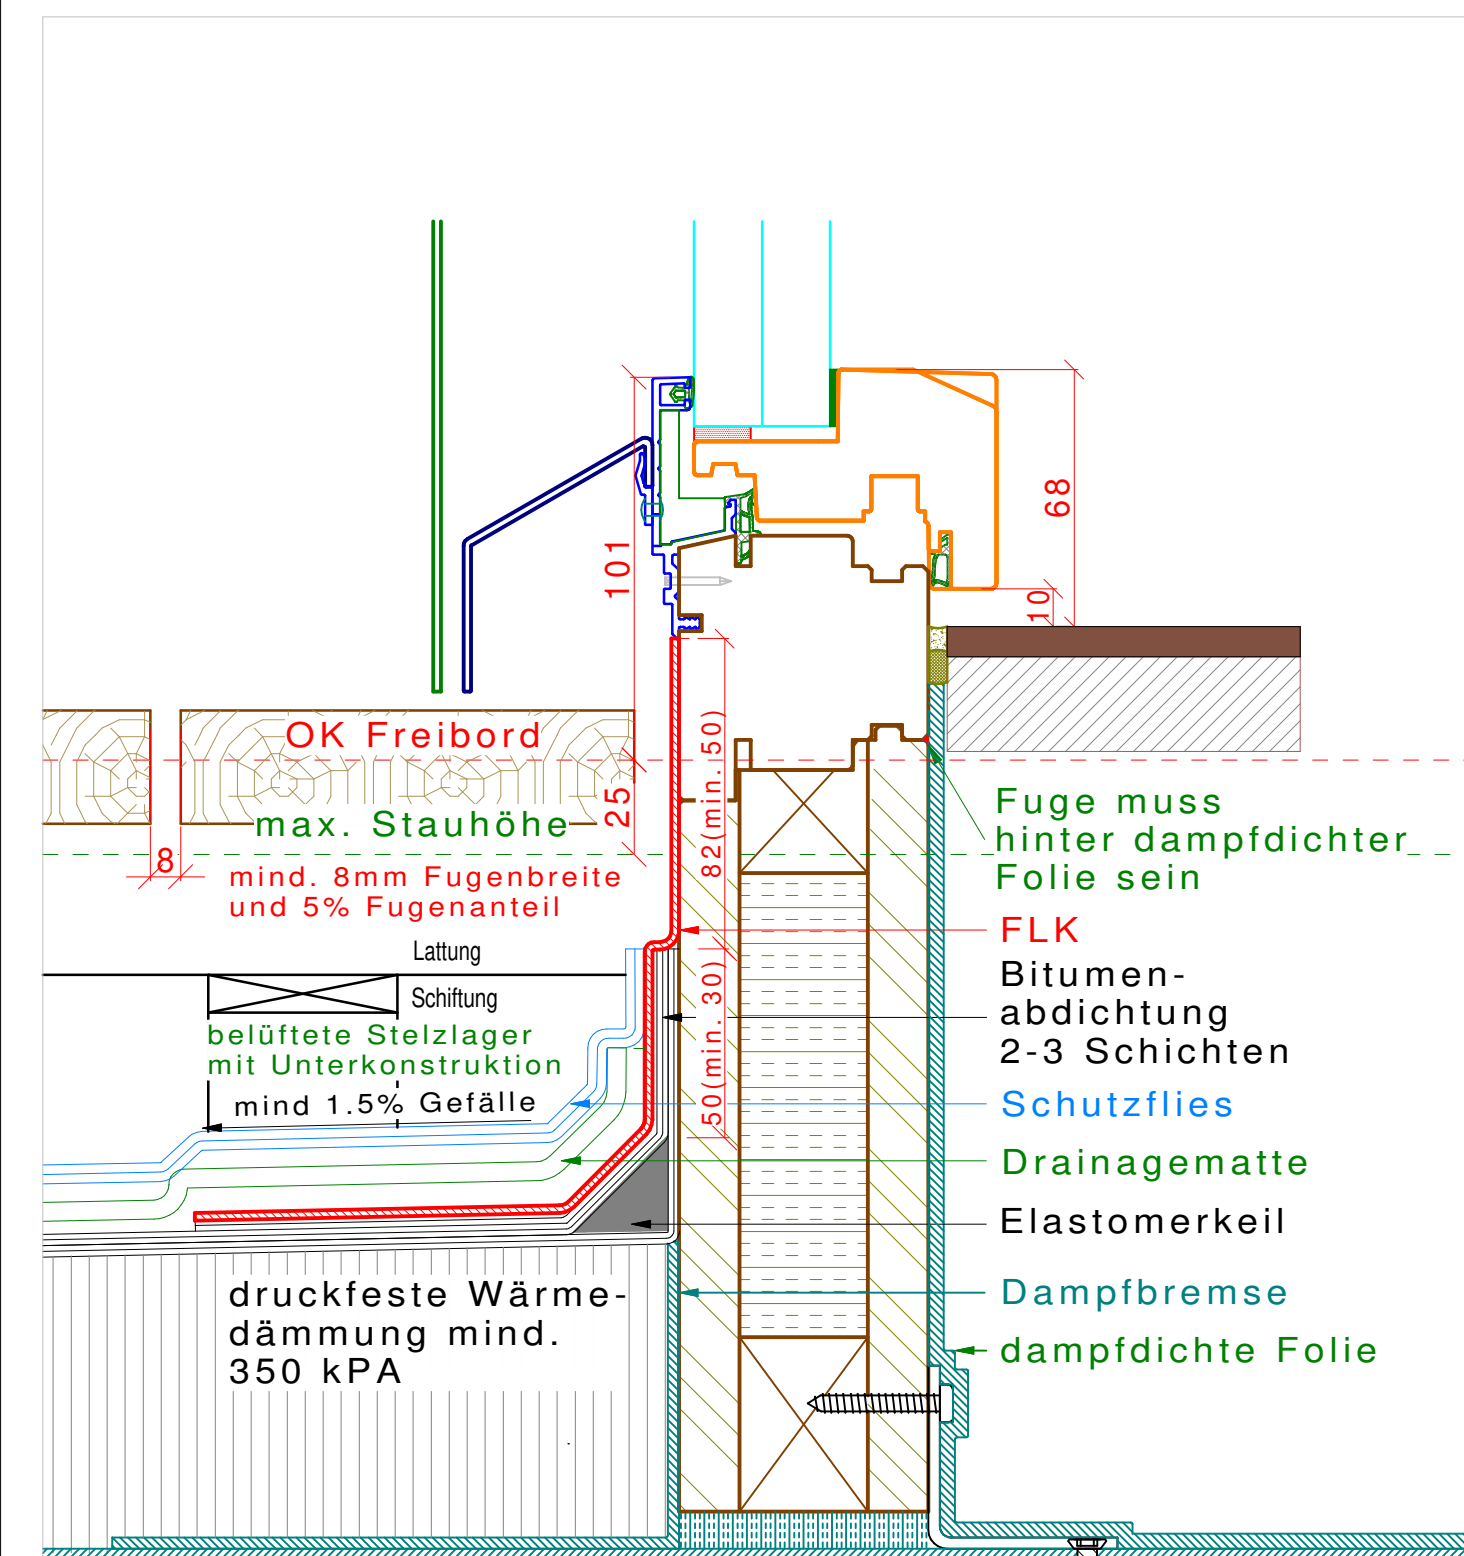 68
101
10
OK Freibord
82(min. 50)
25
max. Stauhöhe
8
mind. 8mm Fugenbreite
und 5% Fugenanteil
Fuge muss
hinter dampfdichter
Folie sein
FLK
Lattung
Schiftung
50(min. 30)
Bitumen-
abdichtung
2-3 Schichten
belüftete Stelzlager
mit Unterkonstruktion
mind 1.5% Gefälle
Schutzflies
Drainagematte
Elastomerkeil
druckfeste Wärme-
dämmung mind.
350 kPA
Dampfbremse
dampfdichte Folie